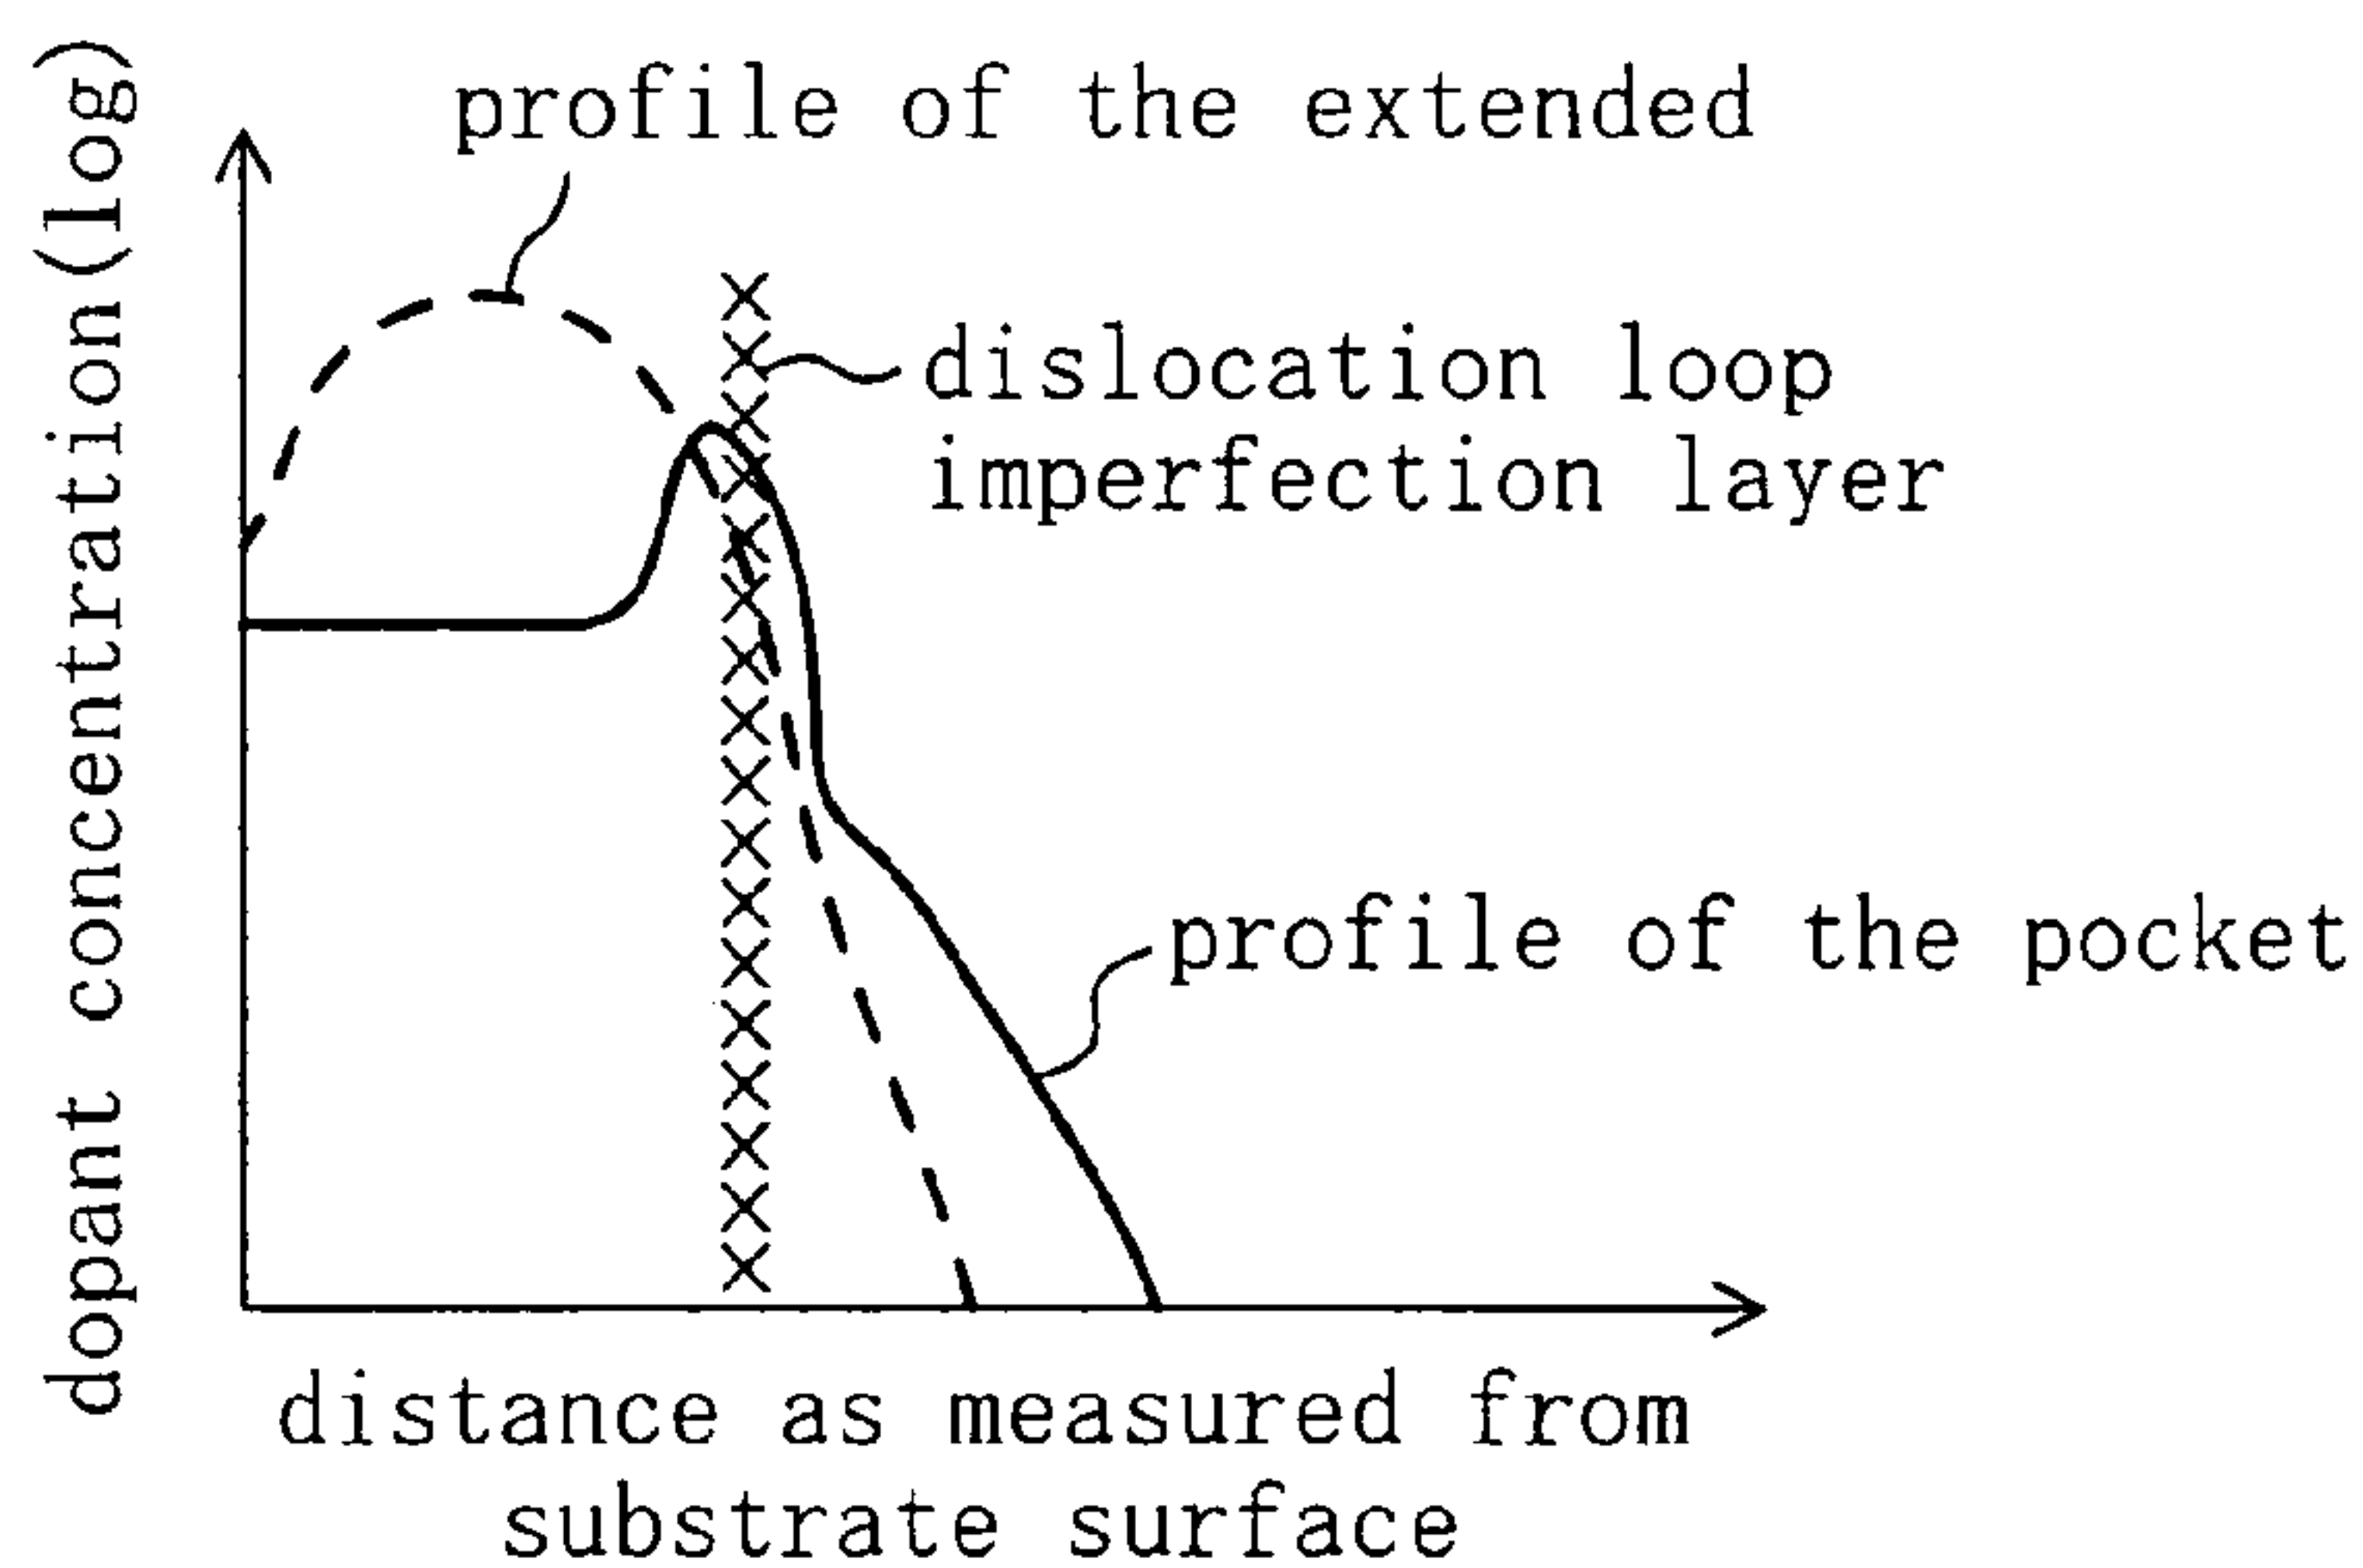 dopant concentration(log)
profile of the extended
dislocation loop
imperfection layer
profile of the pocket
distance as measured from
substrate surface